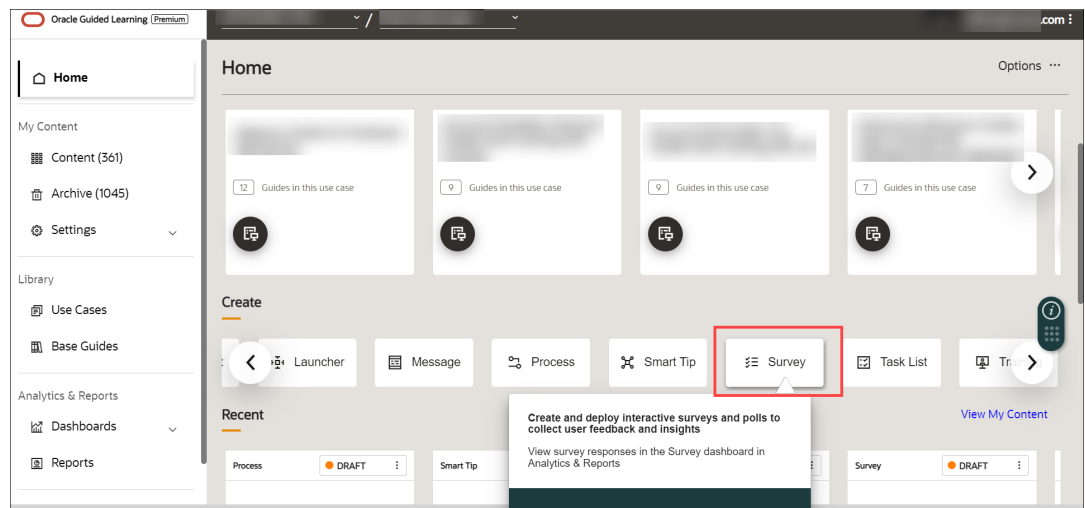 Oracle Guided Learning Premium
/
.com
Home
Options ...
Home
My Content
Content (361)
Archive (1045)
Settings
Library
Use Cases
Base Guides
Analytics & Reports
Dashboards
Reports
12 Guides in this use case
9 Guides in this use case
9 Guides in this use case
7 Guides in this use case
Create
Launcher
Message
Process
Smart Tip
Survey
Task List
Recent
View My Content
Create and deploy interactive surveys and polls to
collect user feedback and insights
View survey responses in the Survey dashboard in
Analytics & Reports
Process DRAFT
Smart Tip
Survey DRAFT